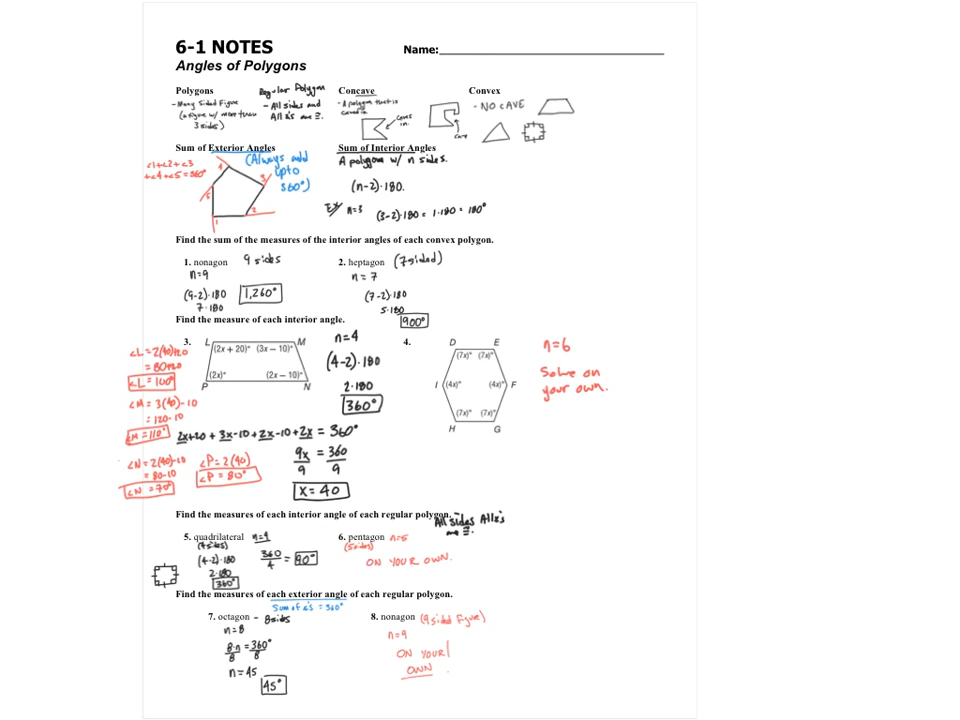 6-1 NOTES
Name:
Angles of Polygons
Polygons
- Many Sided Figure
(a figure w/ more than
3 sides)
Regular Polygon
- All sides and
All ∠'s are ≅.
Concave
- A polygon that is
caved in
caves
in.
cave
Convex
- NO CAVE
Sum of Exterior Angles
(Always add
up to
360°)
∠1+∠2+∠3
+∠4+∠5=360°
1
2
3
4
5
Sum of Interior Angles
A polygon w/ n sides.
(n-2)·180.
Ex/ n=3 (3-2)·180 = 1·180 = 180°
Find the sum of the measures of the interior angles of each convex polygon.
1. nonagon 9 sides
n=9
(9-2)·180 1,260°
7·180
2. heptagon (7 sided)
n=7
(7-2)·180
5·180
900°
Find the measure of each interior angle.
3.
L M
(2x + 20)° (3x – 10)°
(2x)° (2x – 10)°
P N
n=4
(4-2)·180
2·180
360°
∠L=2(40)+20
=80+20
∠L=100°
∠M=3(40)-10
=120-10
∠M=110°
∠N=2(40)-10
=80-10
∠N=70°
∠P=2(40)
∠P=80°
2x+20 + 3x-10 + 2x-10 + 2x = 360°
9x = 360
9 9
x=40
4.
D E
(7x)° (7x)°
I (4x)° (4x)° F
(7x)° (7x)°
H G
n=6
Solve on
your own.
Find the measures of each interior angle of each regular polygon.
All sides All ∠'s
are ≅.
5. quadrilateral n=4
(4 sides)
(4-2)·180
2·180
360°
360
4
= 90°
6. pentagon n=5
(5 sides)
ON YOUR OWN.
Find the measures of each exterior angle of each regular polygon.
Sum of ∠'s = 360°
7. octagon - 8 sides
n=8
8·n = 360°
8 8
n=45
45°
8. nonagon (9 sided figure)
n=9
ON YOUR
OWN